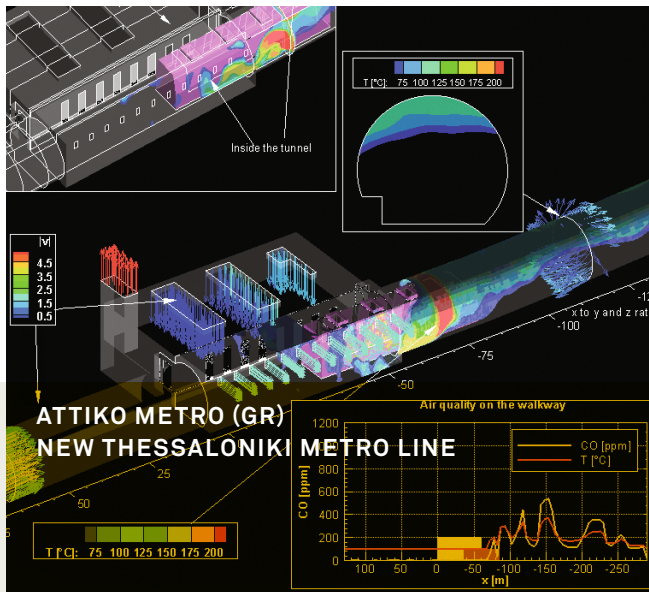 Inside the tunnel
T [°C]: 75 100 125 150 175 200
|v|
4.5
3.5
2.5
1.5
0.5
x to y and z rat
-12
-100
-75
-50
25
50
ATTIKO METRO (GR)
NEW THESSALONIKI METRO LINE
T [°C]: 75 100 125 150 175 200
Air quality on the walkway
CO [ppm]
1200
1000
800
600
400
200
0
CO [ppm]
T [°C]
100 50 0 -50 -100 -150 -200 -250
x [m]